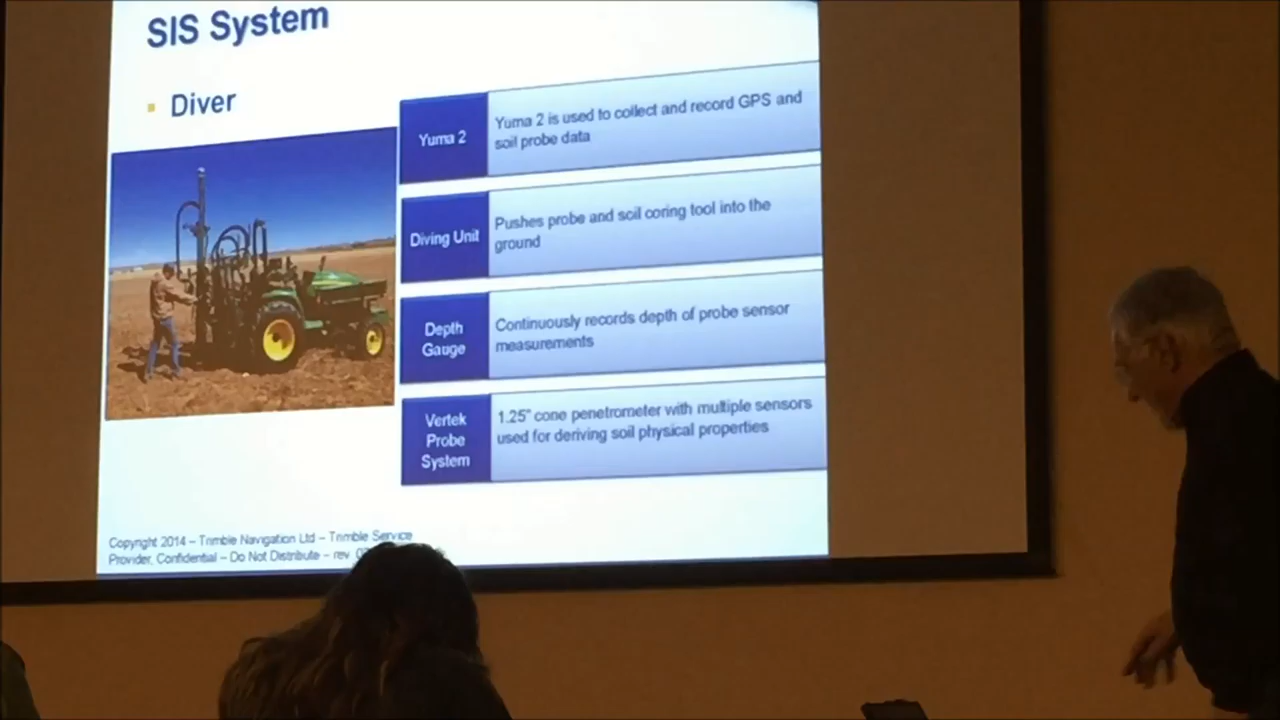 SIS System
Diver
Yuma 2
Yuma 2 is used to collect and record GPS and
soil probe data
Diving Unit
Pushes probe and soil coring tool into the
ground
Depth
Gauge
Continuously records depth of probe sensor
measurements
Vertek
Probe
System
1.25" cone penetrometer with multiple sensors
used for deriving soil physical properties
Copyright 2014 – Trimble Navigation Ltd – Trimble Service
Provider, Confidential – Do Not Distribute – rev